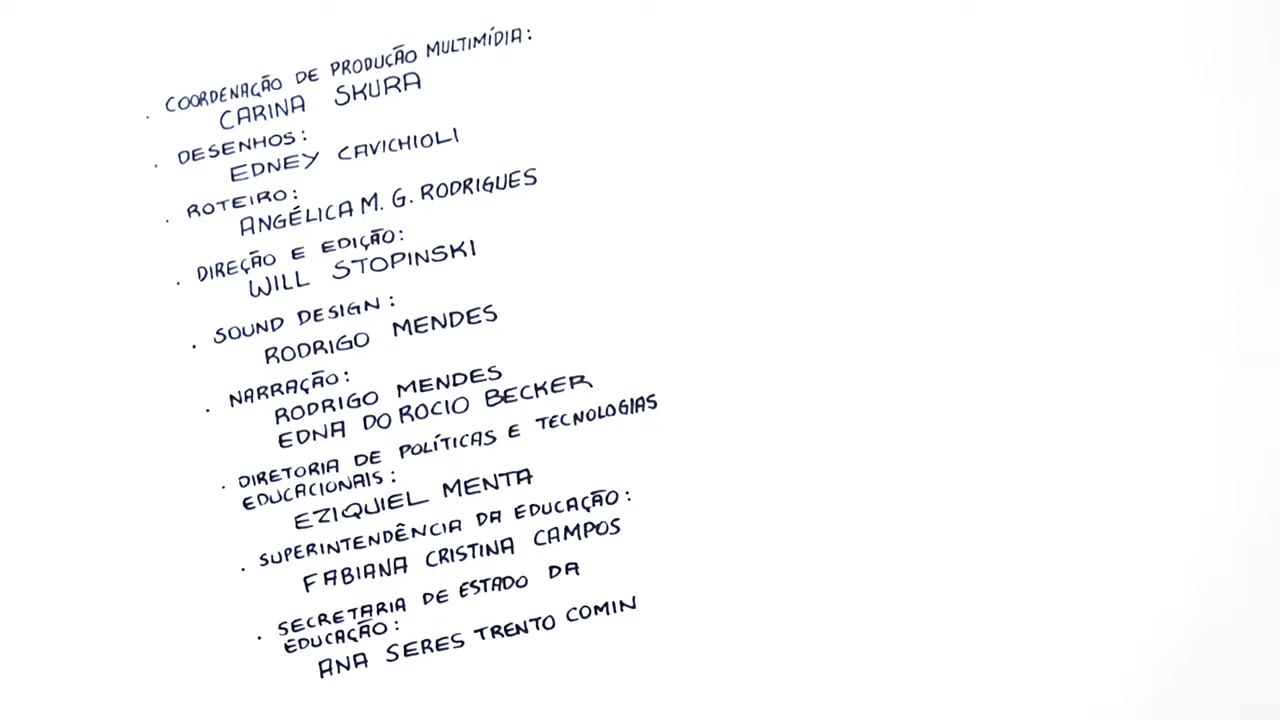 . COORDENAÇÃO DE PRODUÇÃO MULTIMÍDIA:
CARINA SKURA
. DESENHOS:
EDNEY CAVICHIOLI
. ROTEIRO:
ANGÉLICA M. G. RODRIGUES
. DIREÇÃO E EDIÇÃO:
WILL STOPINSKI
. SOUND DESIGN:
RODRIGO MENDES
. NARRAÇÃO:
RODRIGO MENDES
EDNA DO ROCIO BECKER
. DIRETORIA DE POLÍTICAS E TECNOLOGIAS
EDUCACIONAIS:
EZIQUIEL MENTA
. SUPERINTENDÊNCIA DA EDUCAÇÃO:
FABIANA CRISTINA CAMPOS
. SECRETARIA DE ESTADO DA
EDUCAÇÃO:
ANA SERES TRENTO COMIN